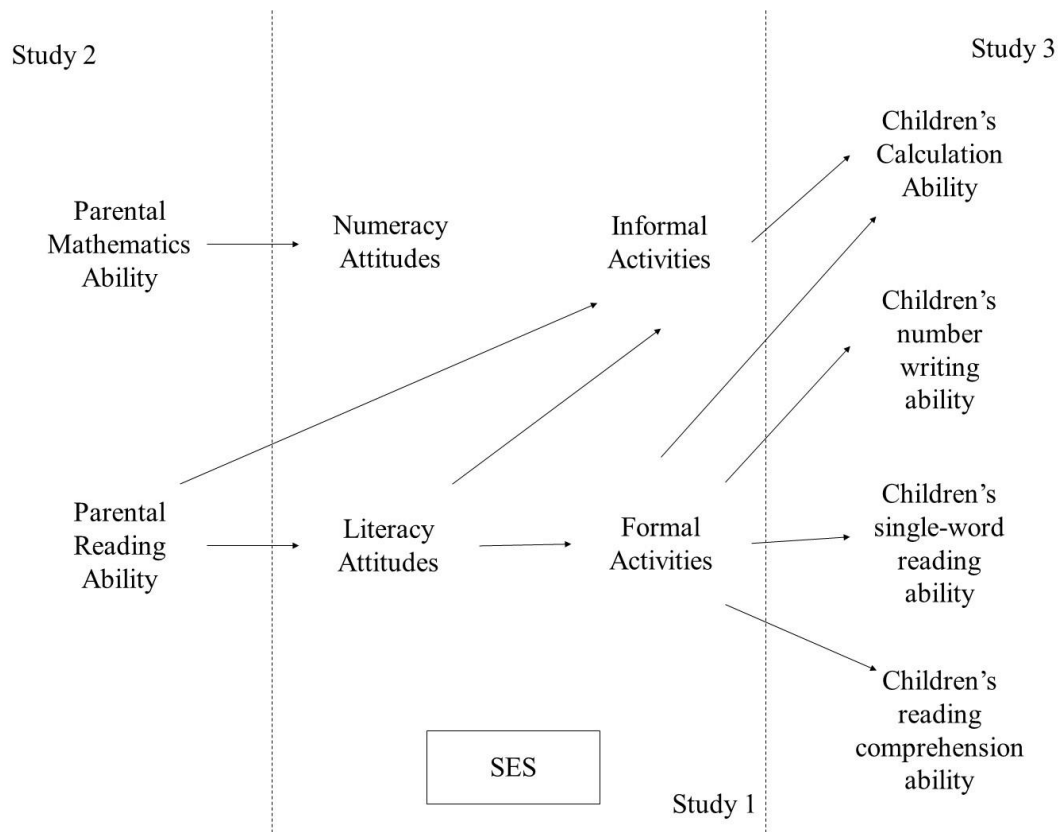 Study 2
Study 3
Children's
Calculation
Ability
Parental
Mathematics
Ability
Numeracy
Attitudes
Informal
Activities
Children's
number
writing
ability
Parental
Reading
Ability
Literacy
Attitudes
Formal
Activities
Children's
single-word
reading
ability
Children's
reading
comprehension
ability
SES
Study 1